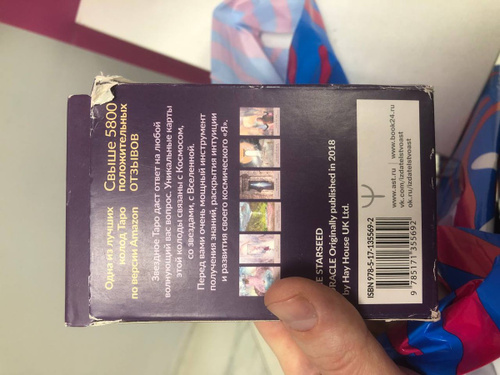 Одна из лучших
колод Таро
по версии Amazon
Свыше 5800
положительных
отзывов
Звездное Таро даст ответ на любой
волнующий вас вопрос. Уникальные карты
этой колоды связаны с Космосом,
со звездами, с Вселенной.
Перед вами очень мощный инструмент
получения знаний, раскрытия интуиции
и развития своего космического «Я».
STARSEED
Originally published in 2018
by Hay House UK Ltd.
www.ast.ru | www.book24.ru
vk.com/izdatelstvoast
ok.ru/izdatelstvoast
ISBN 978-5-17-135569-2
9 785171 355692